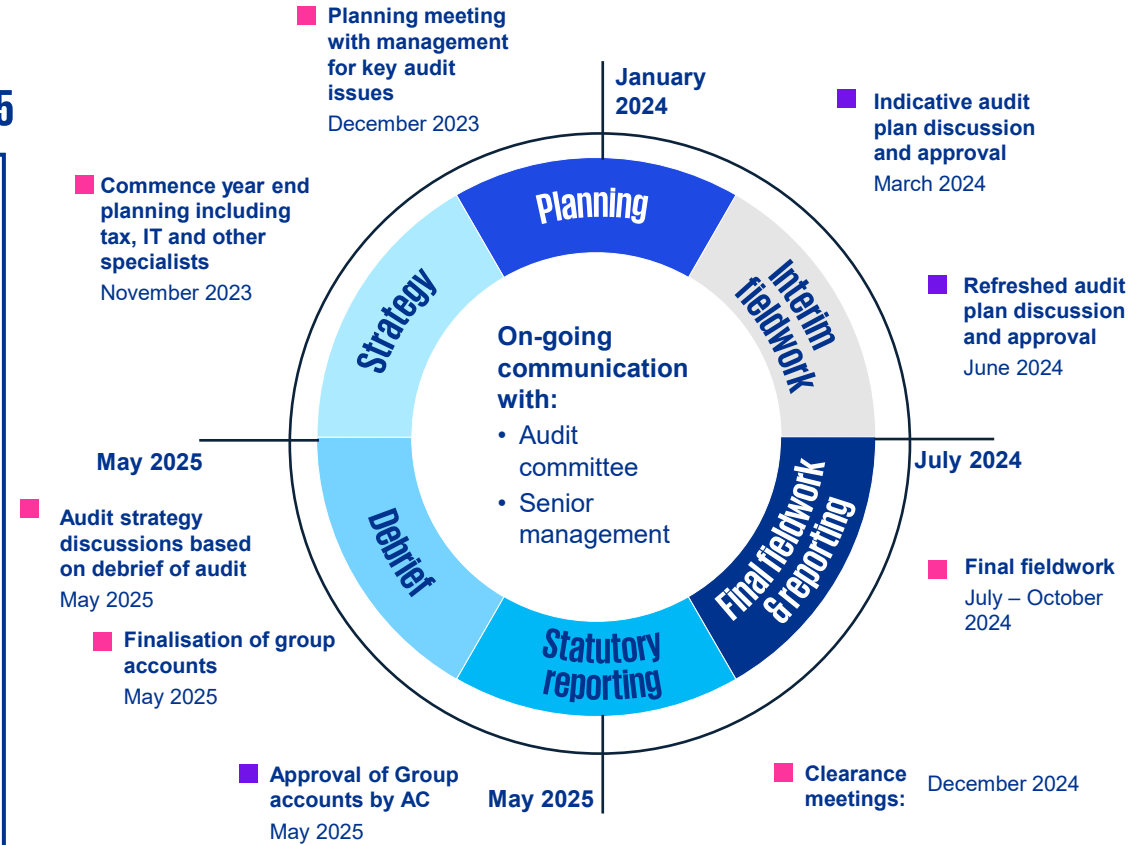 5
Planning meeting
with management
for key audit
issues
December 2023
January
2024
Indicative audit
plan discussion
and approval
March 2024
Commence year end
planning including
tax, IT and other
specialists
November 2023
Refreshed audit
plan discussion
and approval
June 2024
Planning
Interim
fieldwork
Strategy
On-going
communication
with:
• Audit
committee
• Senior
management
May 2025
July 2024
Audit strategy
discussions based
on debrief of audit
May 2025
Debrief
Final fieldwork
& reporting
Final fieldwork
July – October
2024
Finalisation of group
accounts
May 2025
Statutory
reporting
Approval of Group
accounts by AC
May 2025
May 2025
Clearance
meetings:
December 2024